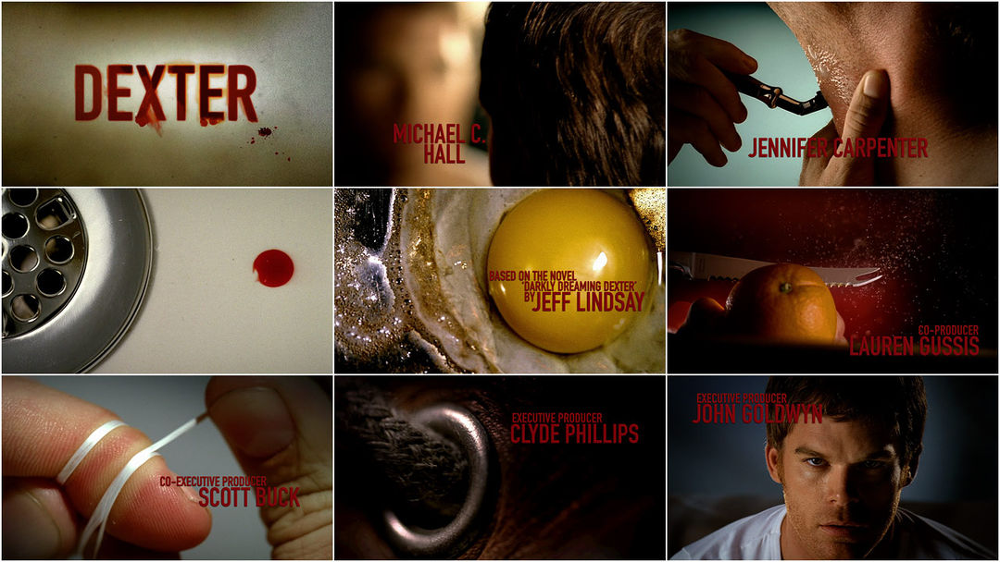 DEXTER
MICHAEL C.
HALL
JENNIFER CARPENTER
BASED ON THE NOVEL
'DARKLY DREAMING DEXTER'
BY JEFF LINDSAY
CO-PRODUCER
LAUREN GUSSIS
CO-EXECUTIVE PRODUCER
SCOTT BUCK
EXECUTIVE PRODUCER
CLYDE PHILLIPS
EXECUTIVE PRODUCER
JOHN GOLDWYN